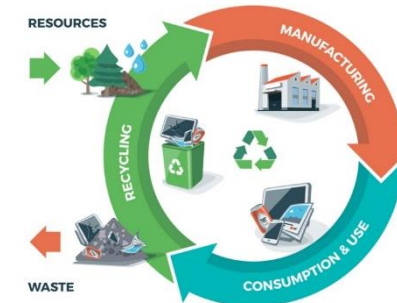 RESOURCES
MANUFACTURING
RECYCLING
CONSUMPTION & USE
WASTE